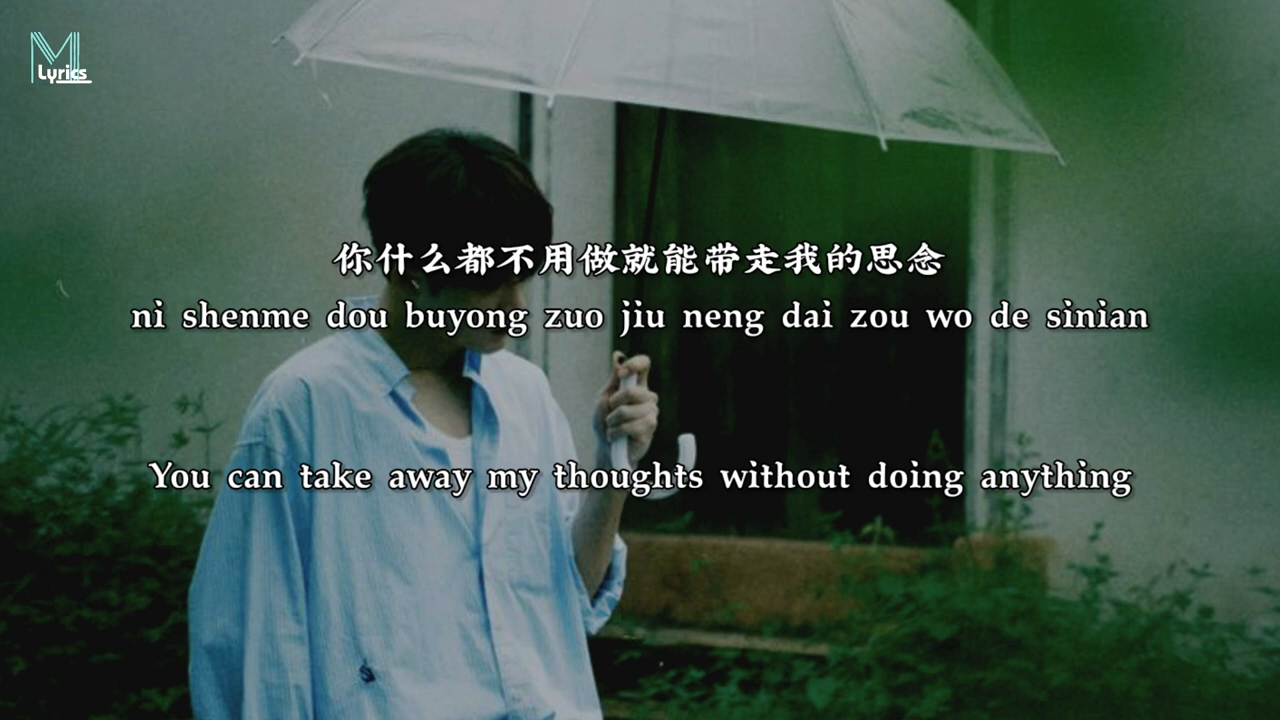 M
Lyrics
你什么都不用做就能带走我的思念
ni shenme dou buyong zuo jiu neng dai zou wo de sinian
You can take away my thoughts without doing anything